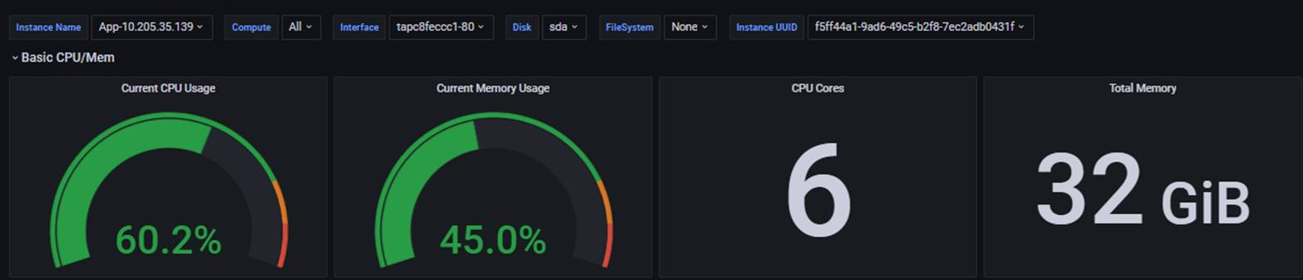 Instance Name App-10.205.35.139 Compute All Interface tapc8feccc1-80 Disk sda FileSystem None Instance UUID f5ff44a1-9ad6-49c5-b2f8-7ec2adb0431f
Basic CPU/Mem
Current CPU Usage
60.2%
Current Memory Usage
45.0%
CPU Cores
6
Total Memory
32 GiB